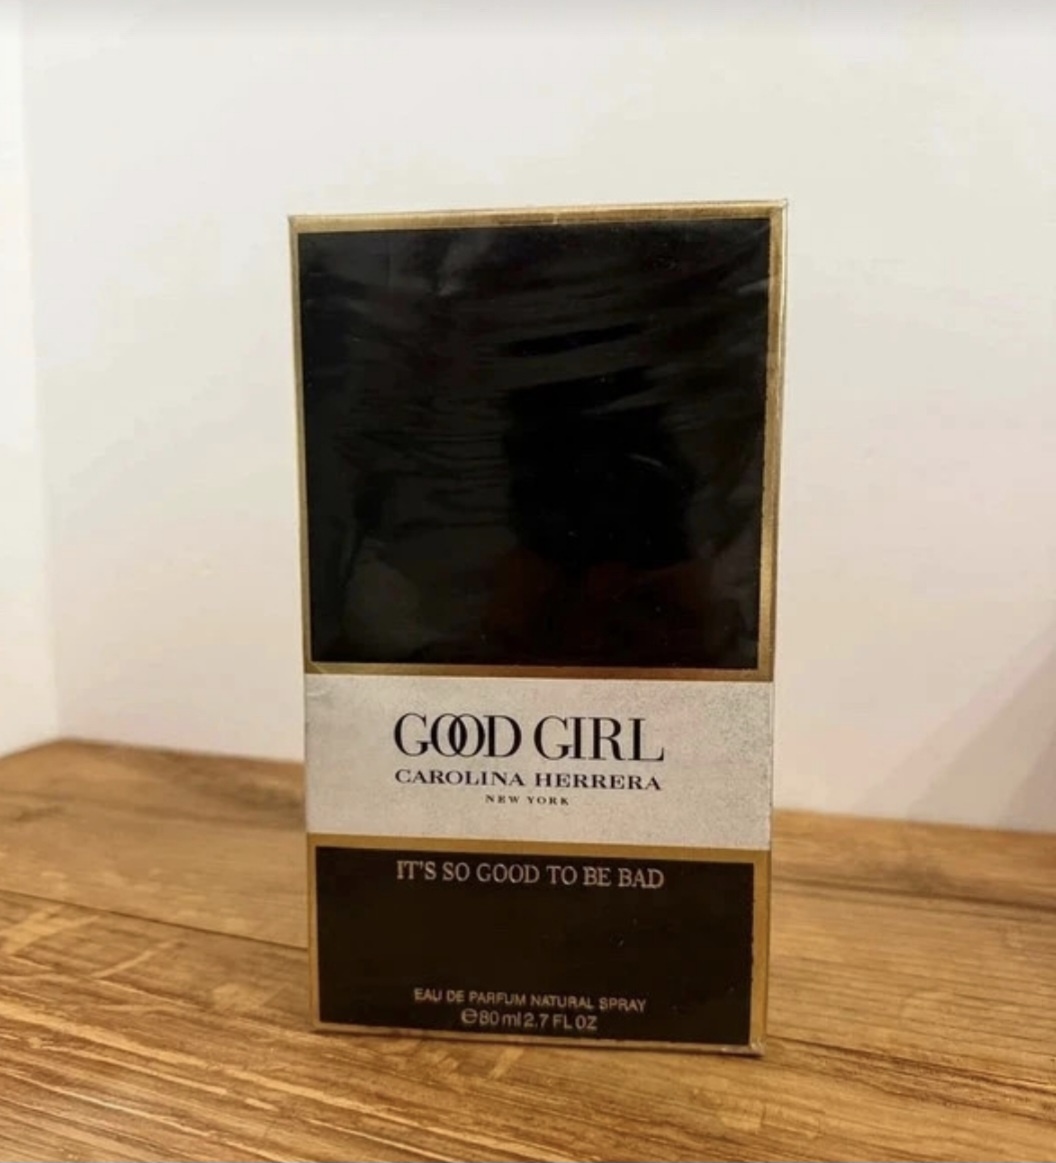 GOOD GIRL
CAROLINA HERRERA
NEW YORK
IT'S SO GOOD TO BE BAD
EAU DE PARFUM NATURAL SPRAY
℮80 ml 2.7 FL OZ